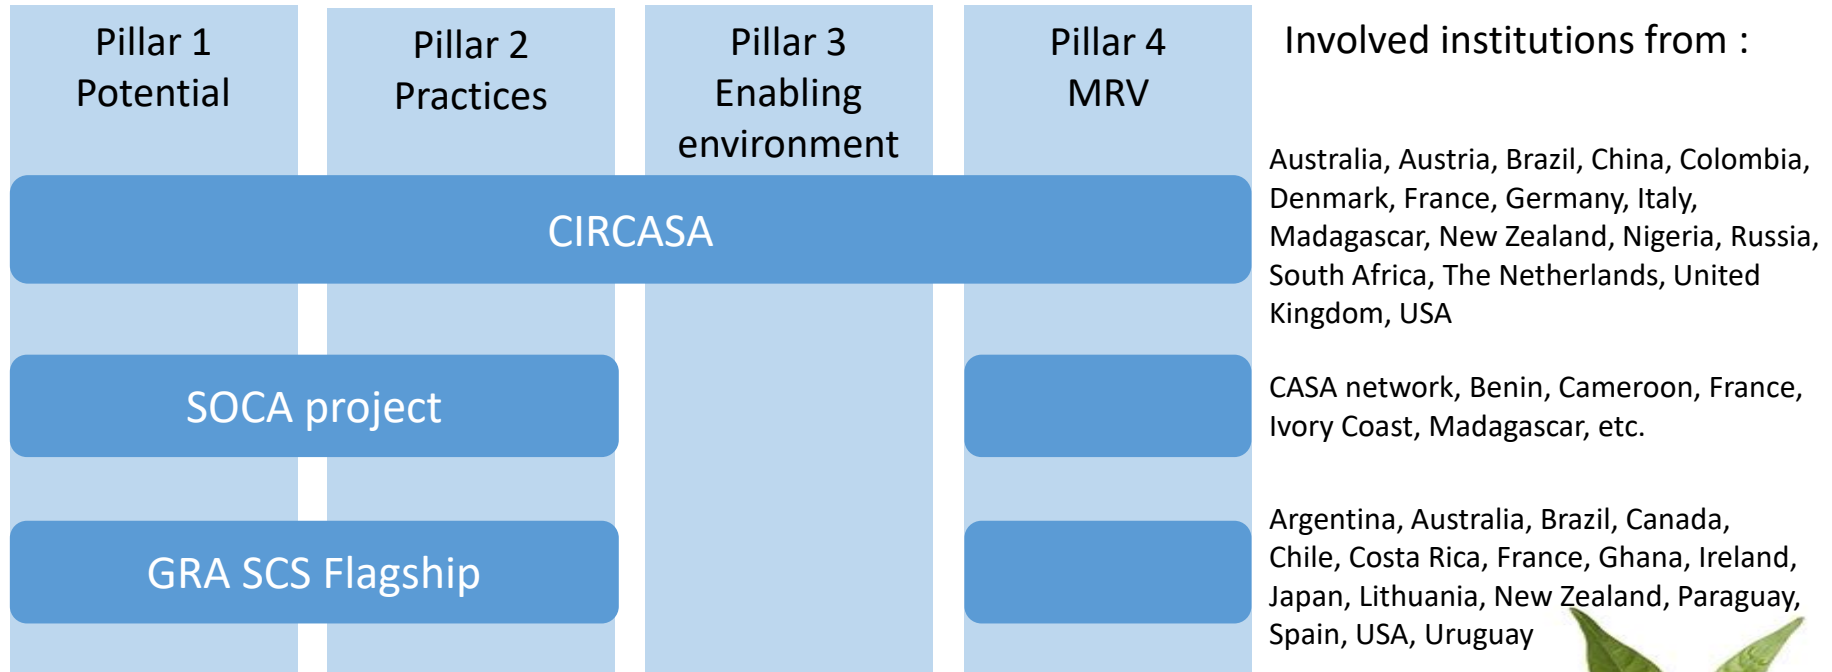 Pillar 1
Potential
Pillar 2
Practices
Pillar 3
Enabling
environment
Pillar 4
MRV
Involved institutions from :
CIRCASA
Australia, Austria, Brazil, China, Colombia,
Denmark, France, Germany, Italy,
Madagascar, New Zealand, Nigeria, Russia,
South Africa, The Netherlands, United
Kingdom, USA
SOCA project
CASA network, Benin, Cameroon, France,
Ivory Coast, Madagascar, etc.
GRA SCS Flagship
Argentina, Australia, Brazil, Canada,
Chile, Costa Rica, France, Ghana, Ireland,
Japan, Lithuania, New Zealand, Paraguay,
Spain, USA, Uruguay